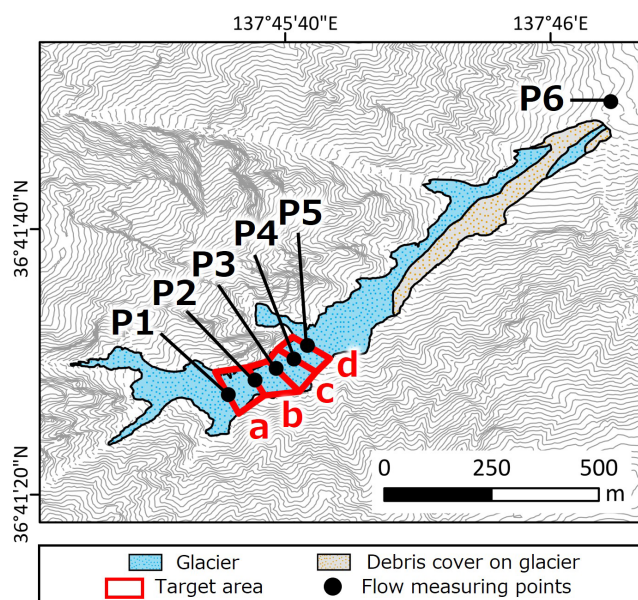 137°45'40"E
137°46'E
P6
36°41'40"N
P5
P4
P3
P2
P1
d
c
b
a
0 250 500
m
36°41'20"N
Glacier
Debris cover on glacier
Target area
Flow measuring points